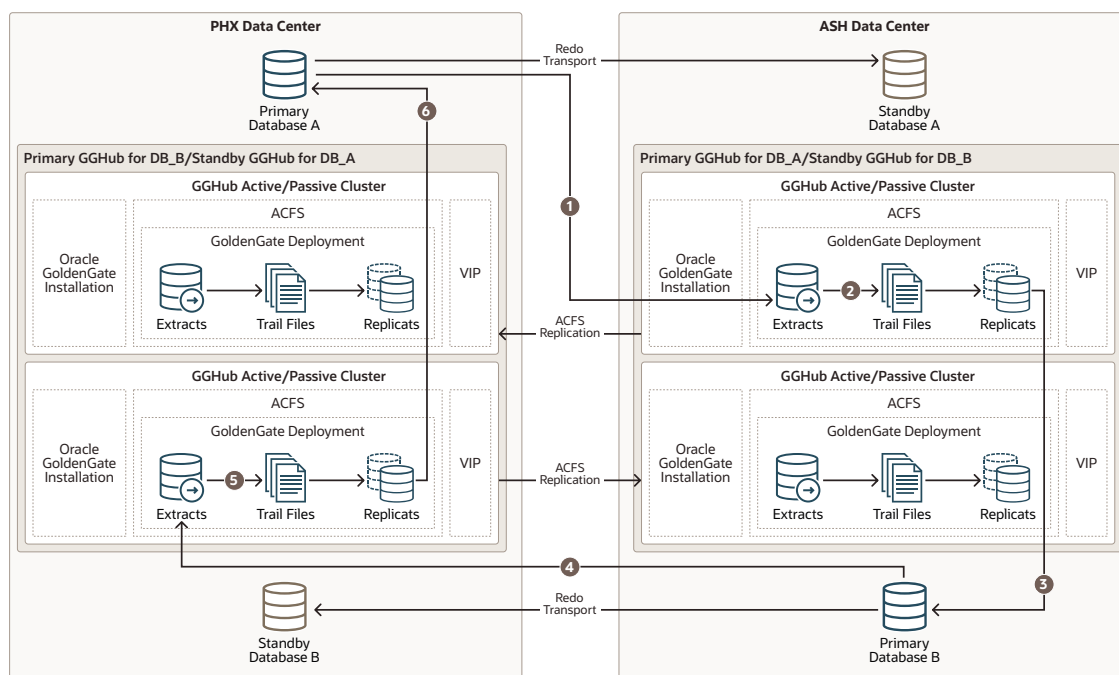 PHX Data Center
Primary
Database A
6
Primary GGHub for DB_B/Standby GGHub for DB_A
GGHub Active/Passive Cluster
ACFS
GoldenGate Deployment
Oracle
GoldenGate
Installation
Extracts
Trail Files
Replicats
VIP
GGHub Active/Passive Cluster
ACFS
GoldenGate Deployment
Oracle
GoldenGate
Installation
5
Extracts
Trail Files
Replicats
VIP
Standby
Database B
Redo
Transport
1
ACFS
Replication
ACFS
Replication
4
Redo
Transport
ASH Data Center
Standby
Database A
Primary GGHub for DB_A/Standby GGHub for DB_B
GGHub Active/Passive Cluster
ACFS
GoldenGate Deployment
Oracle
GoldenGate
Installation
2
Extracts
Trail Files
Replicats
VIP
GGHub Active/Passive Cluster
ACFS
GoldenGate Deployment
Oracle
GoldenGate
Installation
Extracts
Trail Files
Replicats
VIP
3
Primary
Database B